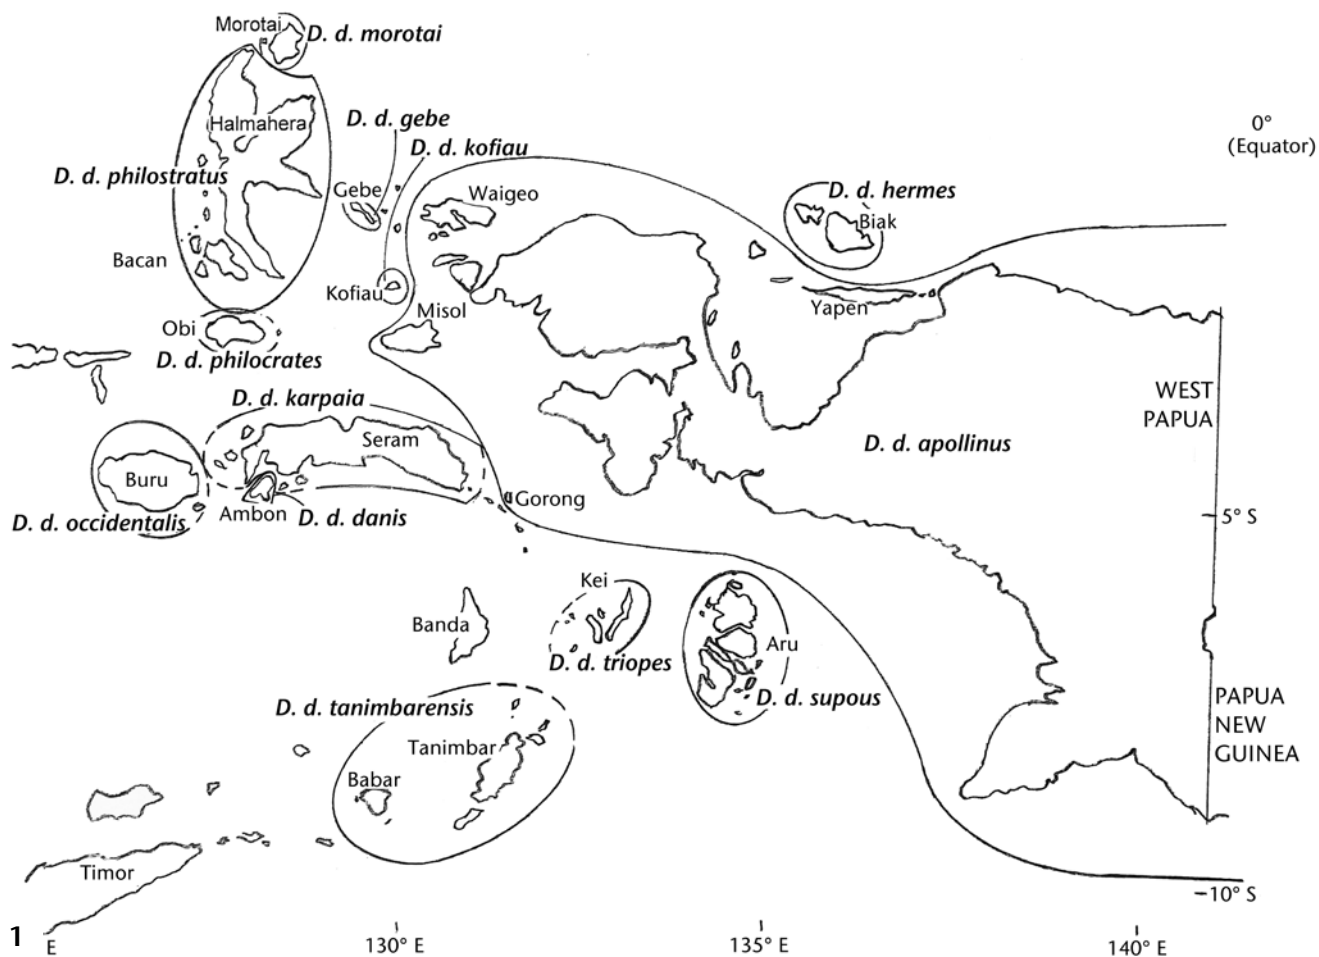 Morotai
D. d. morotai
Halmahera
D. d. gebe
0°
(Equator)
D. d. kofiau
D. d. philostratus
Gebe
Waigeo
D. d. hermes
Biak
Bacan
Kofiau
Misol
Yapen
Obi
D. d. philocrates
WEST
PAPUA
D. d. karpaia
Seram
D. d. apollinus
Buru
Gorong
Ambon
D. d. danis
D. d. occidentalis
5° S
Kei
Banda
Aru
D. d. triopes
D. d. supous
PAPUA
NEW
GUINEA
D. d. tanimbarensis
Tanimbar
Babar
Timor
10° S
1
E
130° E
135° E
140° E